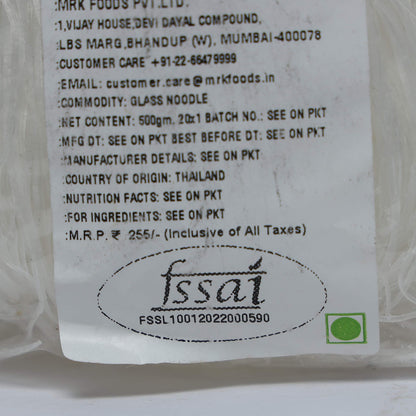 :MRK FOODS PVT.LTD.
:1,VIJAY HOUSE,DEVI DAYAL COMPOUND,
:LBS MARG,BHANDUP (W), MUMBAI-400078
:CUSTOMER CARE +91-22-66479999
:EMAIL: customer.care@mrkfoods.in
:COMMODITY: GLASS NOODLE
:NET CONTENT: 500gm. 20x1 BATCH NO.: SEE ON PKT
:MFG DT: SEE ON PKT BEST BEFORE DT: SEE ON PKT
:MANUFACTURER DETAILS: SEE ON PKT
:COUNTRY OF ORIGIN: THAILAND
:NUTRITION FACTS: SEE ON PKT
:FOR INGREDIENTS: SEE ON PKT
:M.R.P. ₹ 255/- (Inclusive of All Taxes)
fssai
FSSL10012022000590